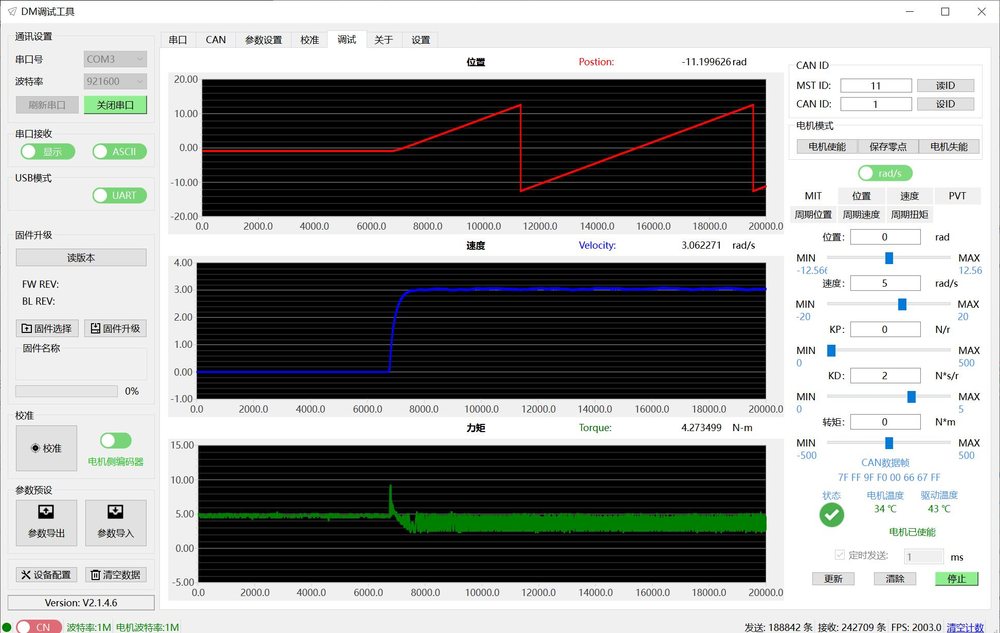 DM调试工具
通讯设置
串口号 COM3
波特率 921600
刷新串口 关闭串口
串口接收
显示 ASCII
USB模式
UART
固件升级
读版本
FW REV:
BL REV:
固件选择 固件升级
固件名称
0%
校准
校准
电机侧编码器
参数预设
参数导出 参数导入
设备配置 清空数据
Version: V2.1.4.6
串口 CAN 参数设置 校准 调试 关于 设置
位置 Postion: -11.199626 rad
20.00
10.00
0.00
-10.00
-20.00
0.0 2000.0 4000.0 6000.0 8000.0 10000.0 12000.0 14000.0 16000.0 18000.0 20000.0
速度 Velocity: 3.062271 rad/s
4.00
3.00
2.00
1.00
0.00
-1.00
0.0 2000.0 4000.0 6000.0 8000.0 10000.0 12000.0 14000.0 16000.0 18000.0 20000.0
力矩 Torque: 4.273499 N-m
15.00
10.00
5.00
0.00
-5.00
0.0 2000.0 4000.0 6000.0 8000.0 10000.0 12000.0 14000.0 16000.0 18000.0 20000.0
CAN ID
MST ID: 11 读ID
CAN ID: 1 设ID
电机模式
电机使能 保存零点 电机失能
rad/s
MIT 位置 速度 PVT
周期位置 周期速度 周期扭矩
位置: 0 rad
MIN MAX
-12.566 12.56
速度: 5 rad/s
MIN MAX
-20 20
KP: 0 N/r
MIN MAX
0 500
KD: 2 N*s/r
MIN MAX
0 5
转矩: 0 N*m
MIN MAX
-500 500
CAN数据帧
7F FF 9F F0 00 66 67 FF
状态 电机温度 驱动温度
34 ℃ 43 ℃
电机已使能
定时发送: 1 ms
更新 清除 停止
CN 波特率:1M 电机波特率:1M
发送: 188842 条 接收: 242709 条 FPS: 2003.0 清空计数